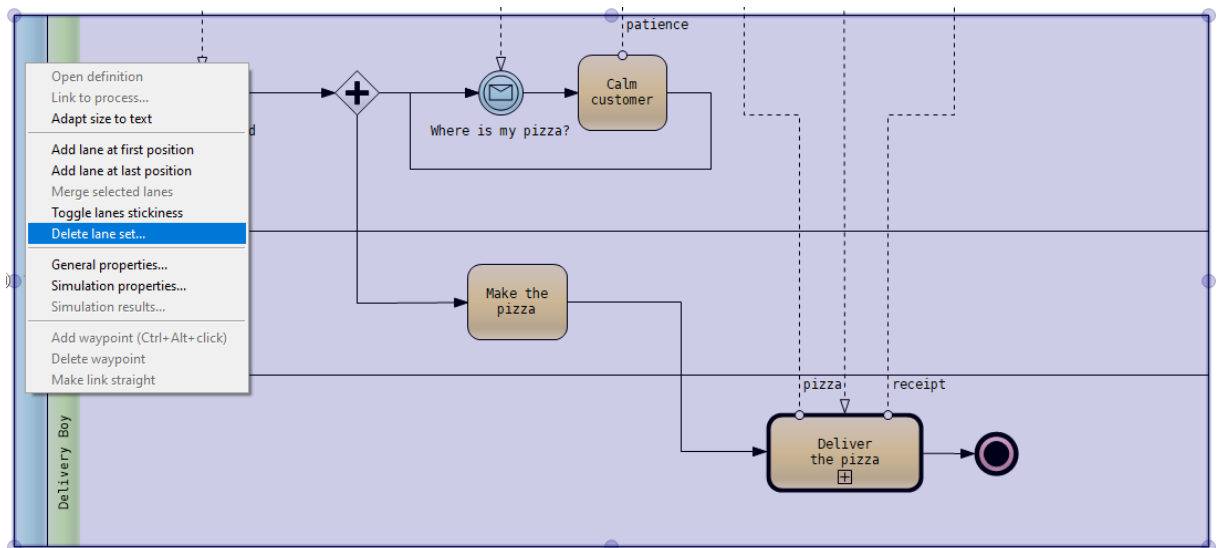 patience
Calm
customer
Where is my pizza?
d
Open definition
Link to process...
Adapt size to text
Add lane at first position
Add lane at last position
Merge selected lanes
Toggle lanes stickiness
Delete lane set...
General properties...
Simulation properties...
Simulation results...
Add waypoint (Ctrl+Alt+click)
Delete waypoint
Make link straight
Make the
pizza
pizza
receipt
Deliver
the pizza
Delivery Boy